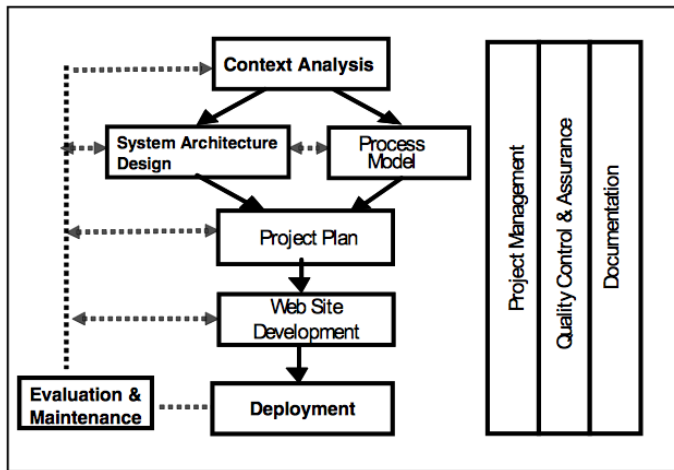 Context Analysis
System Architecture
Design
Process
Model
Project Plan
Web Site
Development
Evaluation &
Maintenance
Deployment
Project Management
Quality Control & Assurance
Documentation